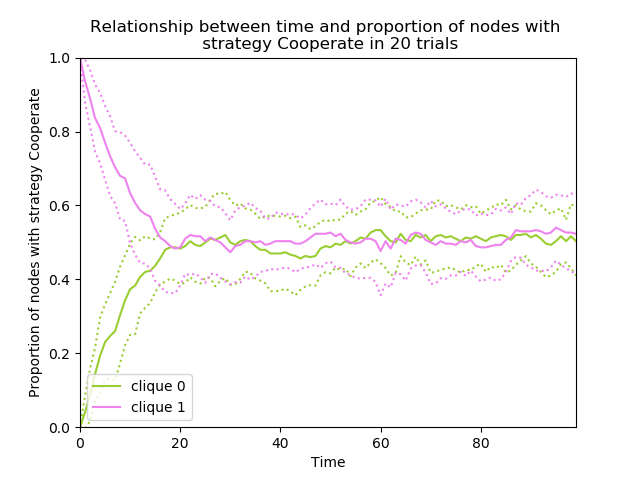 Relationship between time and proportion of nodes with
strategy Cooperate in 20 trials
Proportion of nodes with strategy Cooperate
1.0
0.8
0.6
0.4
0.2
0.0
clique 0
clique 1
0
20
40
60
80
Time